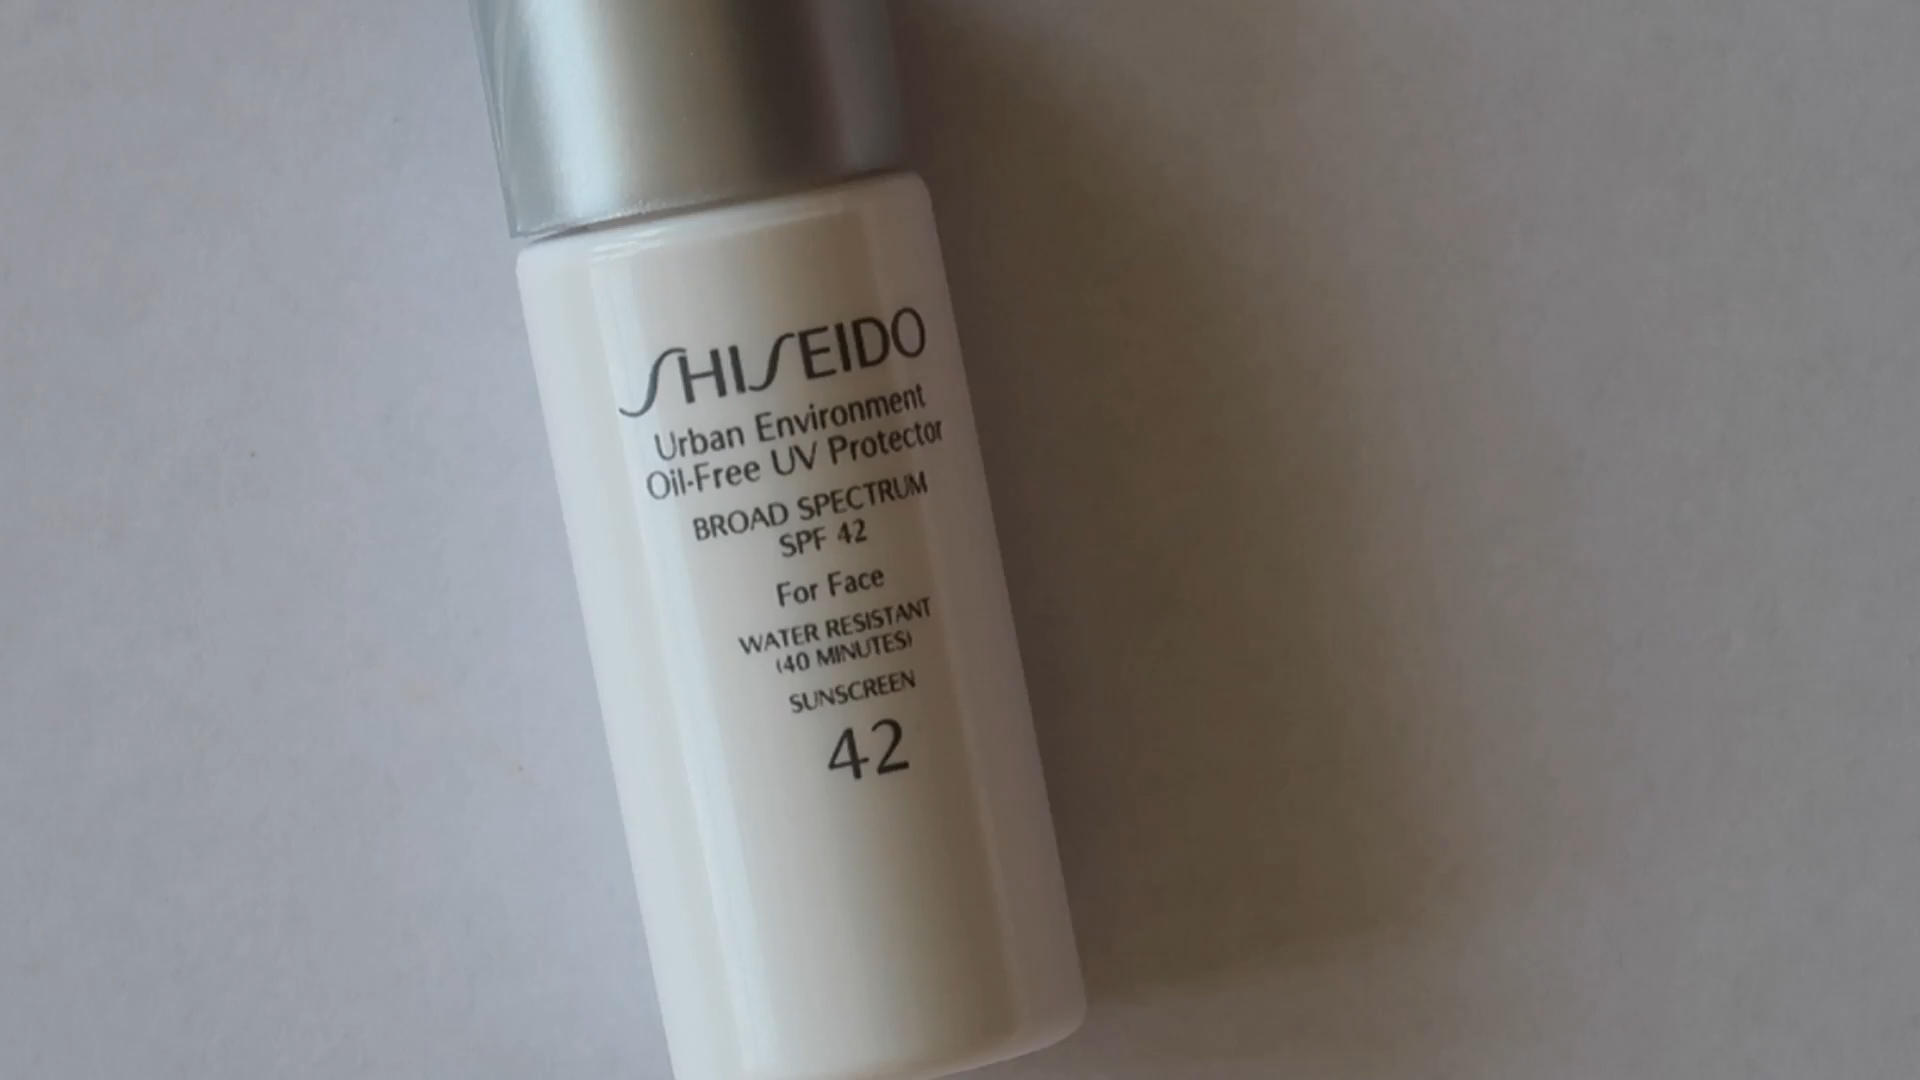 SHISEIDO
Urban Environment
Oil-Free UV Protector
BROAD SPECTRUM
SPF 42
For Face
WATER RESISTANT
(40 MINUTES)
SUNSCREEN
42